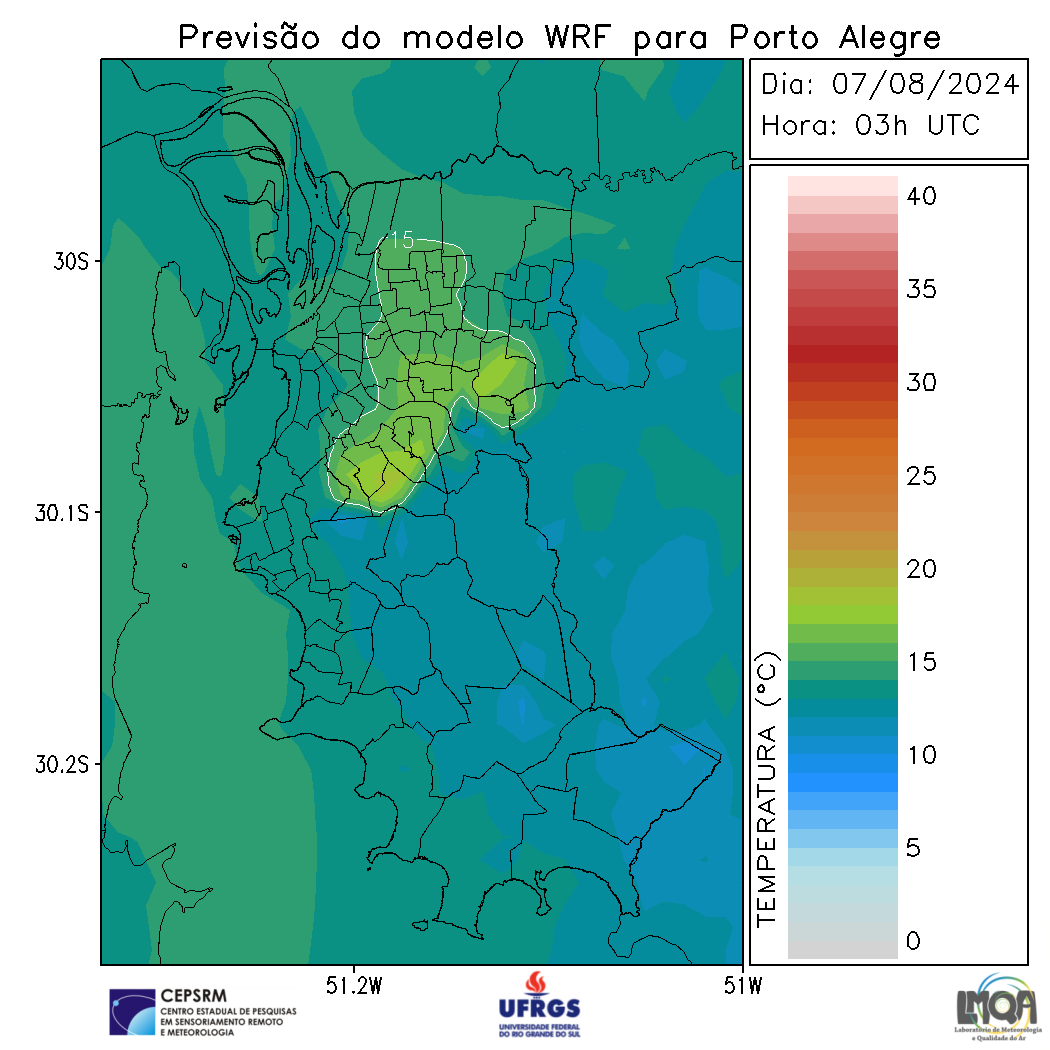 Previsão do modelo WRF para Porto Alegre
Dia: 07/08/2024
Hora: 03h UTC
15
30S
30.1S
30.2S
51.2W
51W
40
35
30
25
20
15
10
5
0
TEMPERATURA (°C)
CEPSRM
CENTRO ESTADUAL DE PESQUISAS
EM SENSORIAMENTO REMOTO
E METEOROLOGIA
UFRGS
UNIVERSIDADE FEDERAL
DO RIO GRANDE DO SUL
LMQA
Laboratório de Meteorologia
e Qualidade do Ar